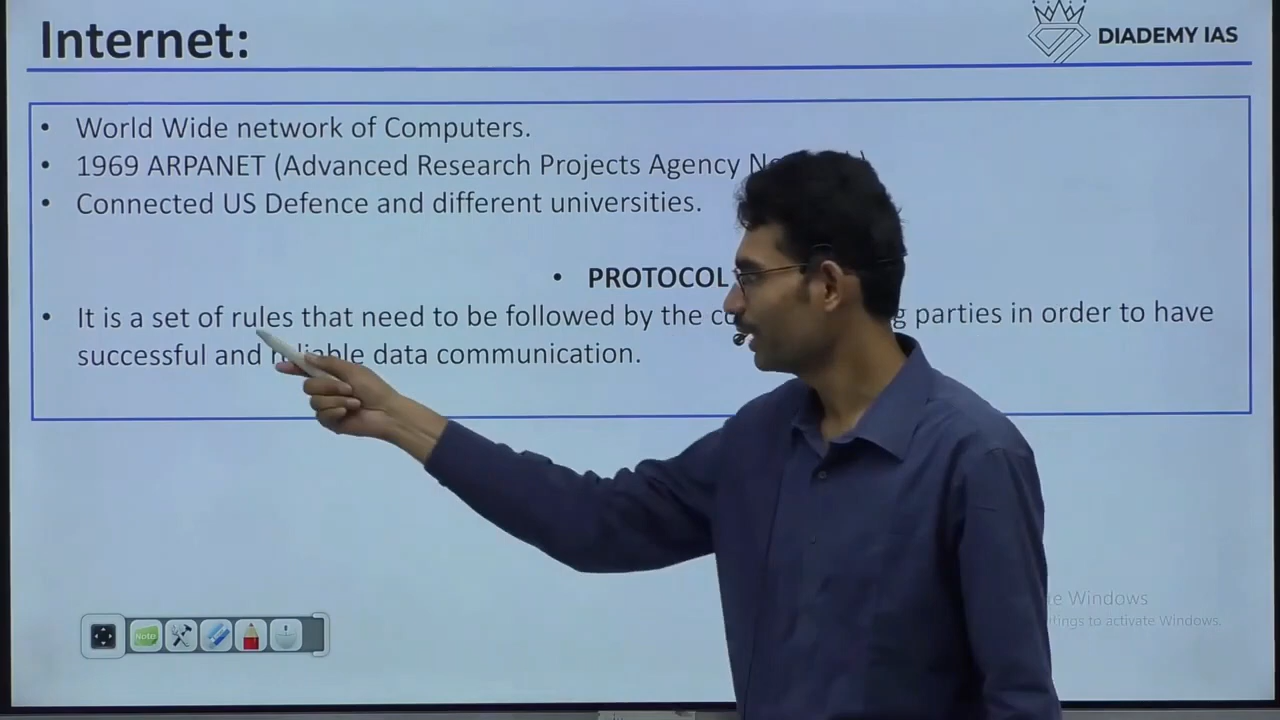 Internet:
DIADEMY IAS
• World Wide network of Computers.
• 1969 ARPANET (Advanced Research Projects Agency
• Connected US Defence and different universities.
• PROTOCOL
• It is a set of rules that need to be followed by the parties in order to have
successful and reliable data communication.
Note
Windows
to activate Windows.